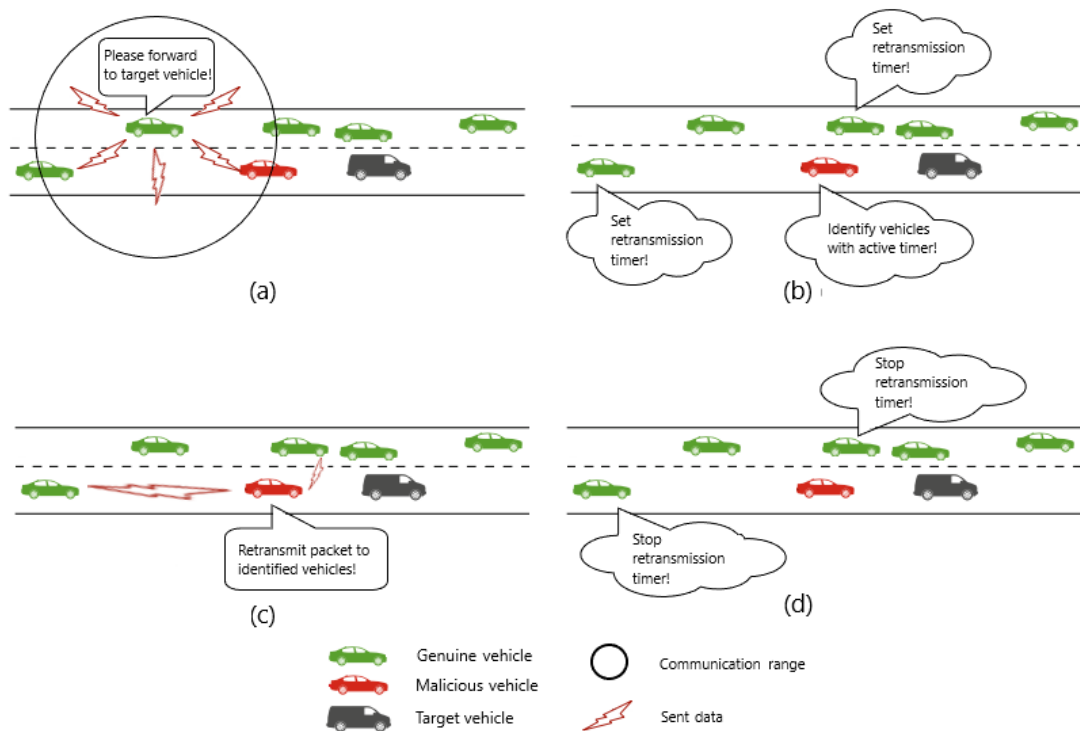 Please forward
to target vehicle!
(a)
Set
retransmission
timer!
Set
retransmission
timer!
Identify vehicles
with active timer!
(b)
Retransmit packet to
identified vehicles!
(c)
Stop
retransmission
timer!
Stop
retransmission
timer!
(d)
Genuine vehicle
Communication range
Malicious vehicle
Target vehicle
Sent data